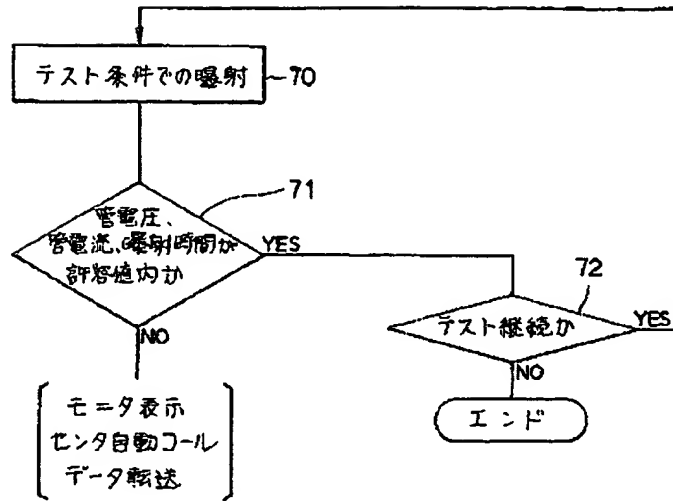 テスト条件での曝射
70
71
管電圧、
管電流、曝射時間が
許容値内か
YES
NO
72
テスト継続か
YES
NO
エンド
モニタ表示
センタ自動コール
データ転送